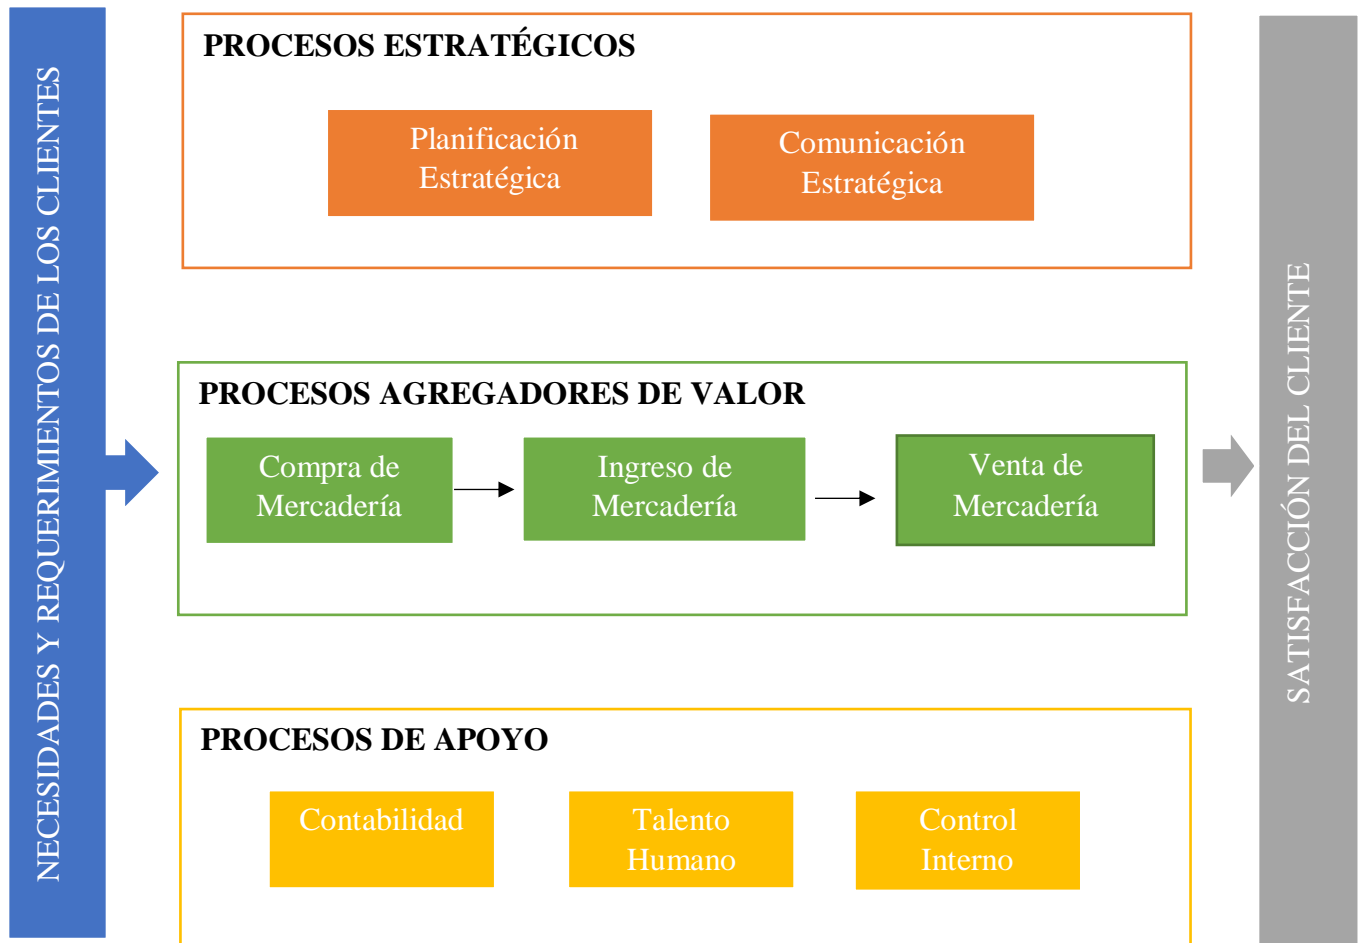 NECESIDADES Y REQUERIMIENTOS DE LOS CLIENTES
PROCESOS ESTRATÉGICOS
Planificación
Estratégica
Comunicación
Estratégica
PROCESOS AGREGADORES DE VALOR
Compra de
Mercadería
Ingreso de
Mercadería
Venta de
Mercadería
PROCESOS DE APOYO
Contabilidad
Talento
Humano
Control
Interno
SATISFACCIÓN DEL CLIENTE